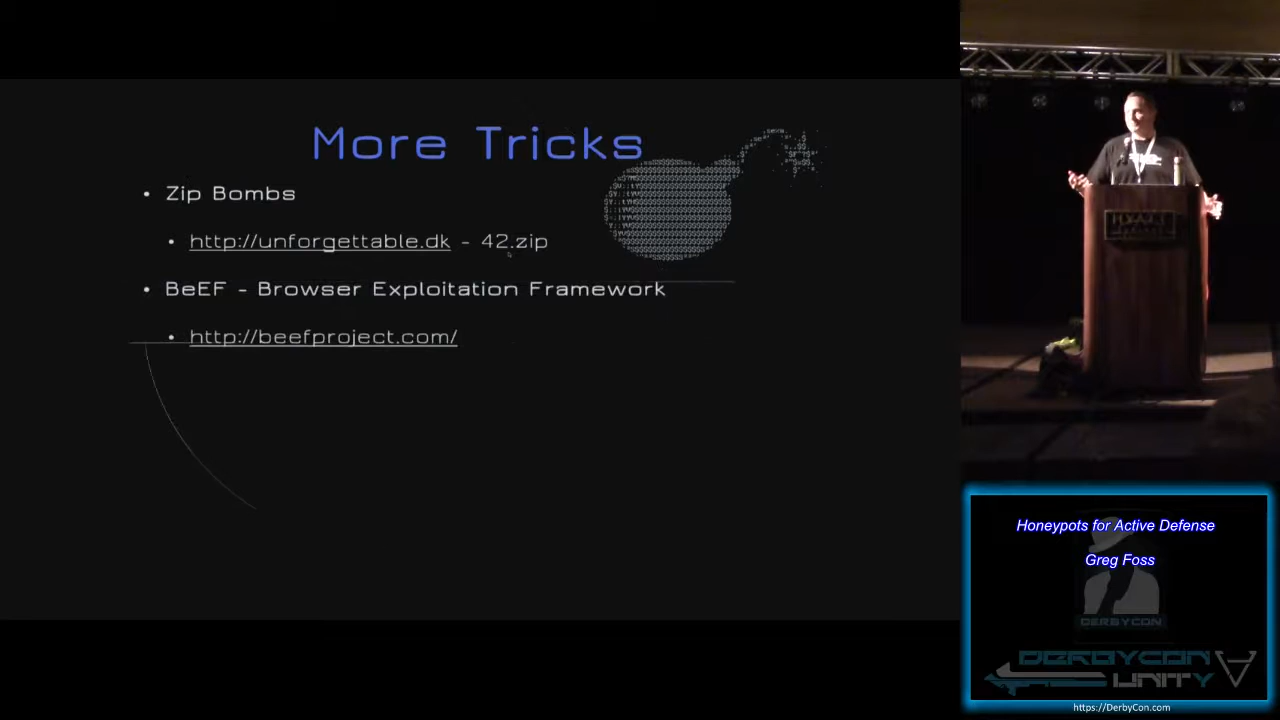 More Tricks
• Zip Bombs
• http://unforgettable.dk - 42.zip
• BeEF - Browser Exploitation Framework
• http://beefproject.com/
HYATT
Honeypots for Active Defense
Greg Foss
DERBYCON
DERBYCON
UNITY
https://DerbyCon.com